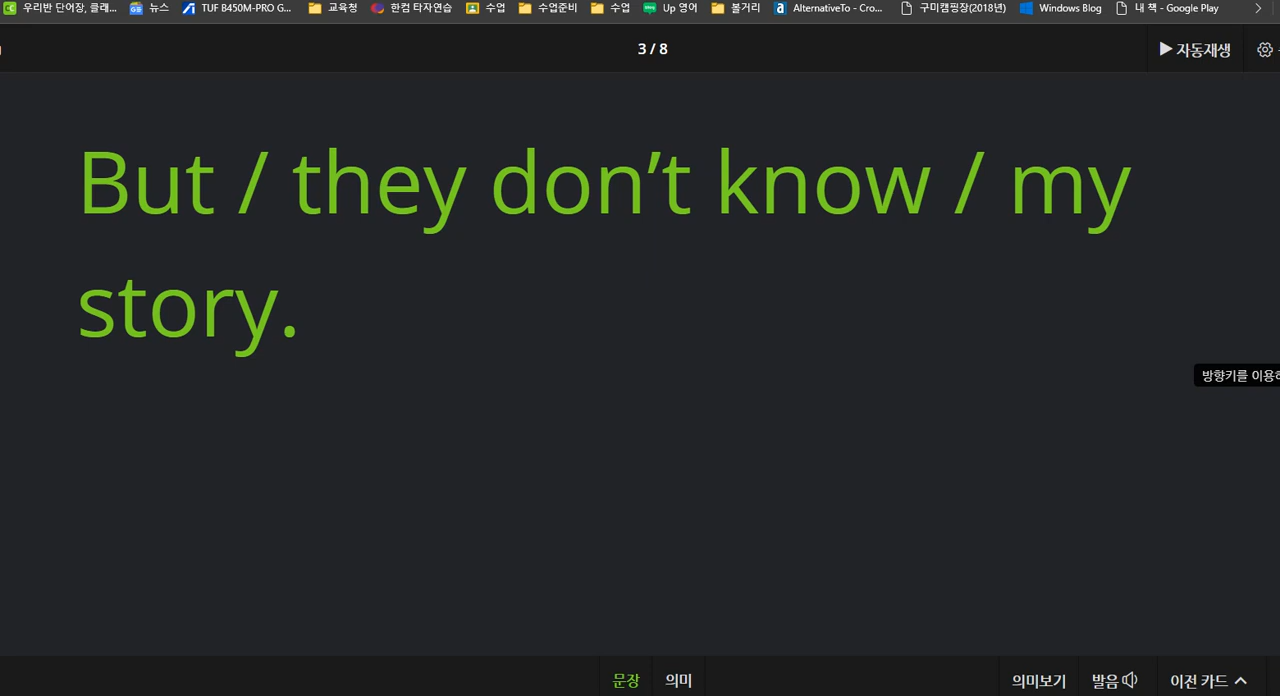 우리반 단어장, 클래... 뉴스 TUF B450M-PRO G... 교육청 한컴 타자연습 수업 수업준비 수업 Up 영어 볼거리 AlternativeTo - Cro... 구미캠핑장(2018년) Windows Blog 내 책 - Google Play
3 / 8 자동재생
But / they don't know / my
story.
방향키를 이용하
문장 의미 의미보기 발음 이전 카드